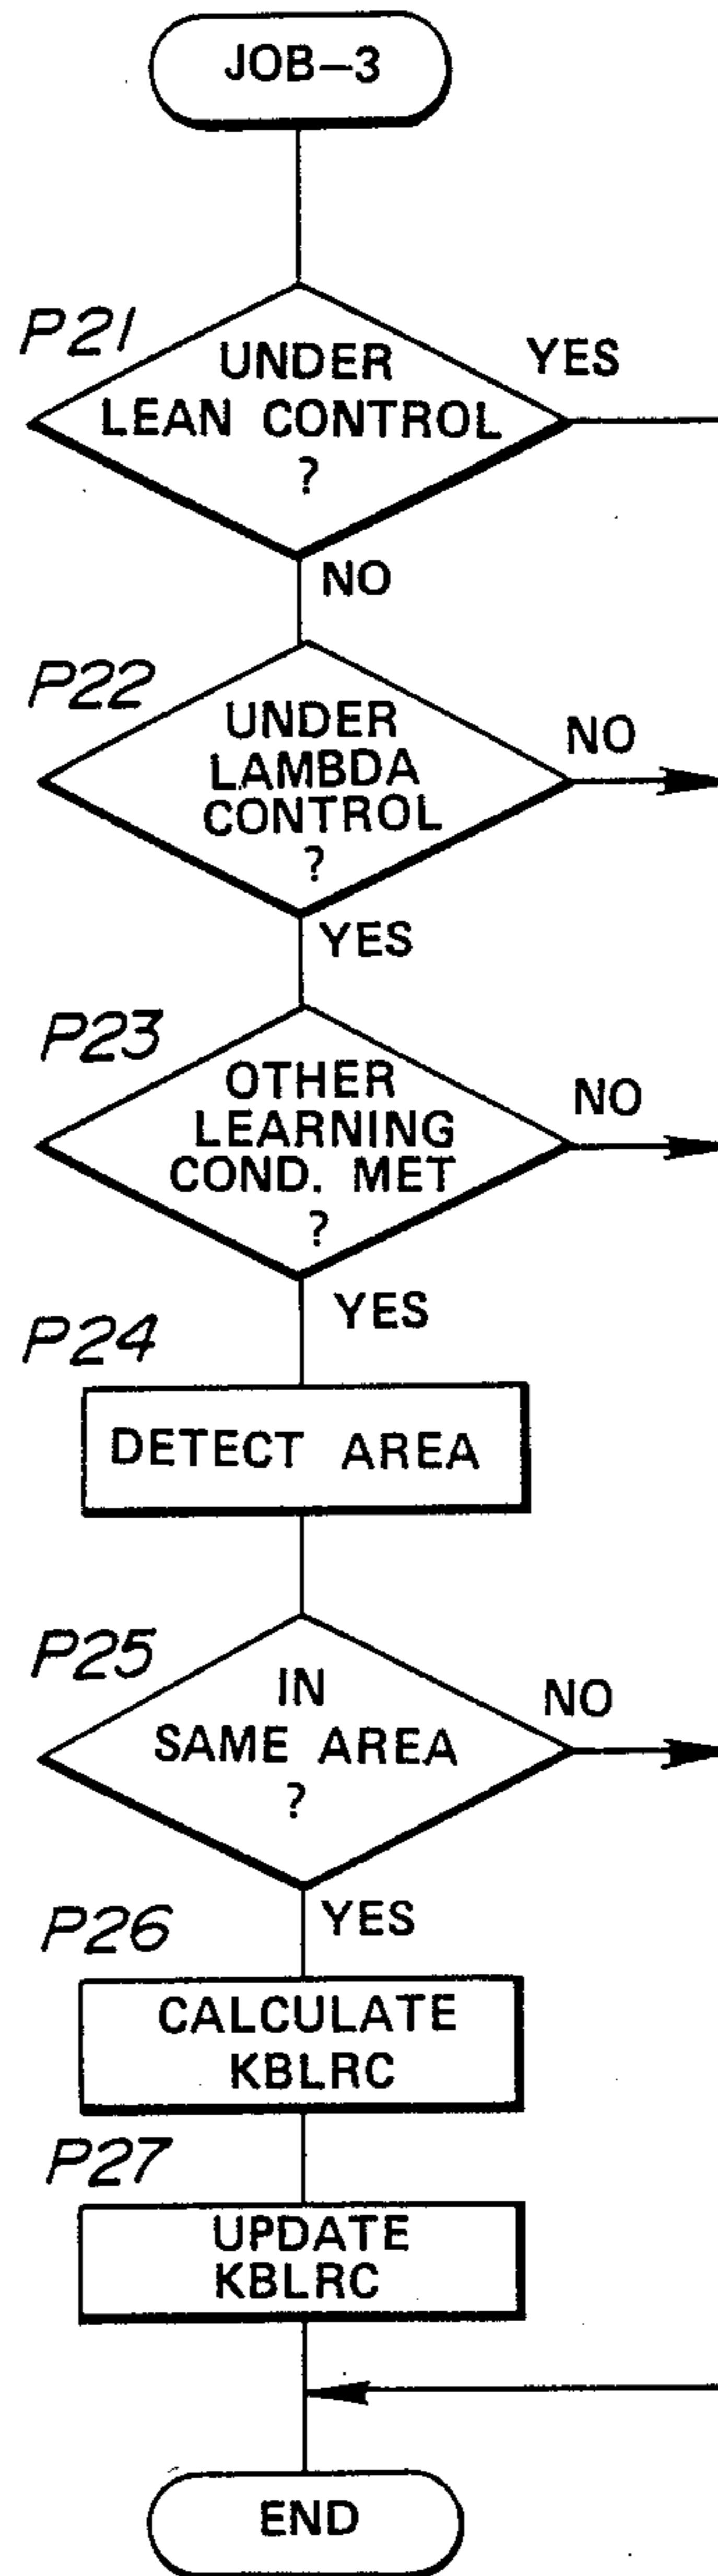 JOB-3
P21
UNDER
YES
LEAN CONTROL
?
NO
P22
UNDER
NO
LAMBDA
CONTROL
?
YES
P23
OTHER
NO
LEARNING
COND. MET
?
YES
P24
DETECT AREA
P25
IN
NO
SAME AREA
?
YES
P26
CALCULATE
KBLRC
P27
UPDATE
KBLRC
END